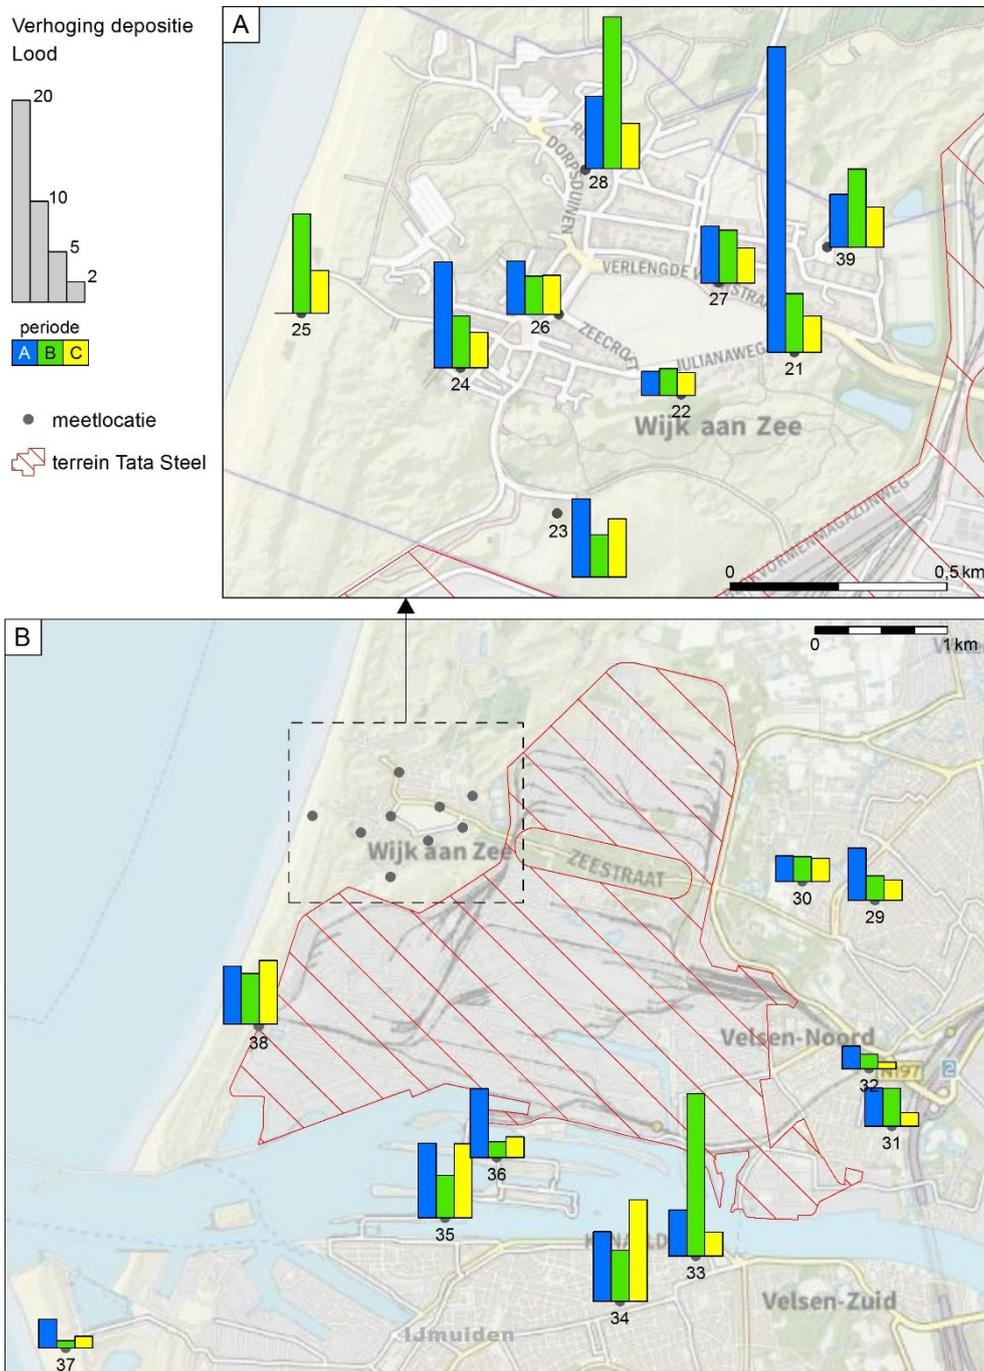 Verhoging depositie
Lood
20
10
5
2
periode
A B C
meetlocatie
terrein Tata Steel
A
28
DORPSDUINEN
39
25
VERLENGDE
27
26
ZEECROFT
JULIANAWEG
21
24
22
Wijk aan Zee
23
0 0,5 km
B
0 1 km
Wijk aan Zee
ZEESTRAAT
30
29
38
Velsen-Noord
32
N197
2
31
36
35
33
34
Velsen-Zuid
IJmuiden
37